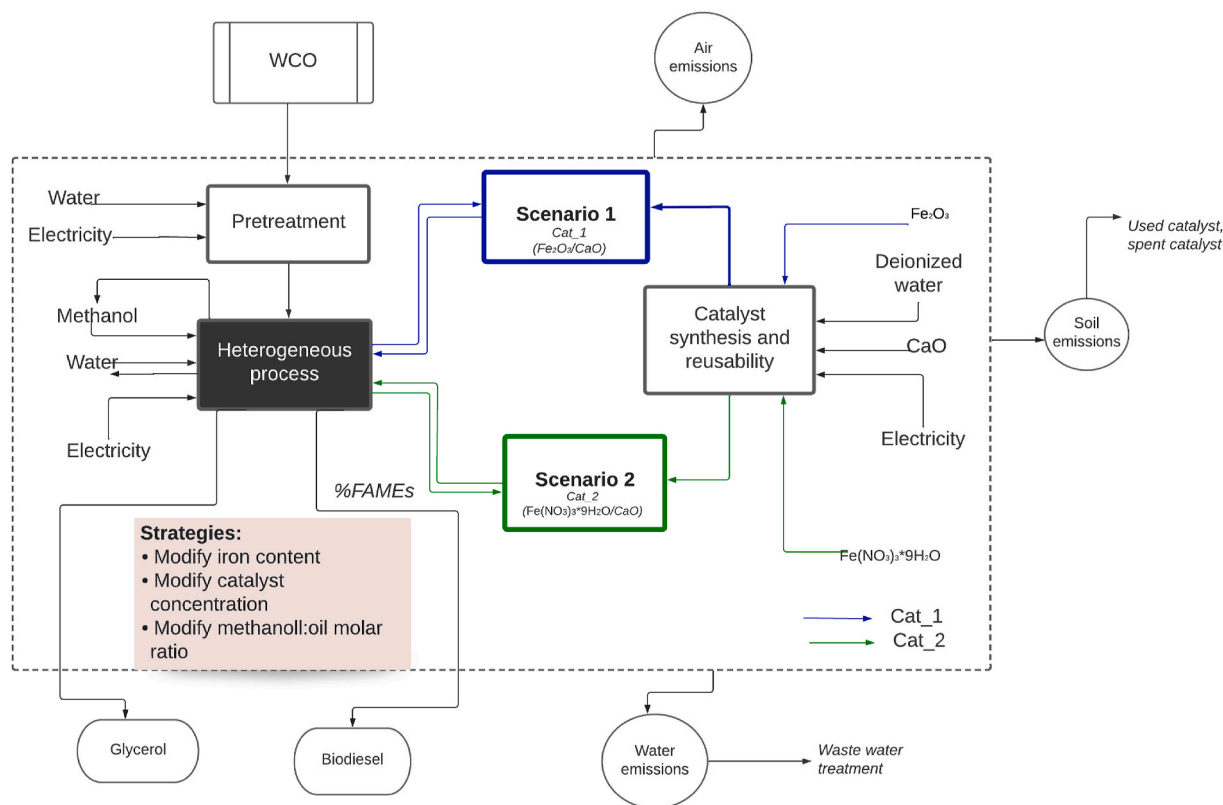 WCO
Air
emissions
Water
Electricity
Pretreatment
Scenario 1
Cat_1
(Fe₂O₃/CaO)
Fe₂O₃
Deionized
water
CaO
Electricity
Catalyst
synthesis and
reusability
Used catalyst,
spent catalyst
Soil
emissions
Methanol
Water
Electricity
Heterogeneous
process
%FAMEs
Scenario 2
Cat_2
(Fe(NO₃)₃*9H₂O/CaO)
Fe(NO₃)₃*9H₂O
Strategies:
• Modify iron content
• Modify catalyst
concentration
• Modify methanoll:oil molar
ratio
Cat_1
Cat_2
Glycerol
Biodiesel
Water
emissions
Waste water
treatment